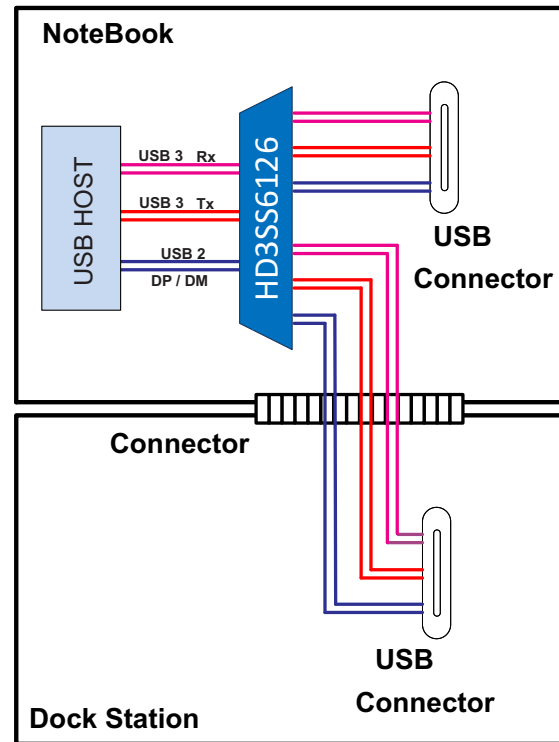 NoteBook
USB HOST
USB 3 Rx
USB 3 Tx
USB 2
DP / DM
HD3SS6126
USB
Connector
Connector
USB
Connector
Dock Station